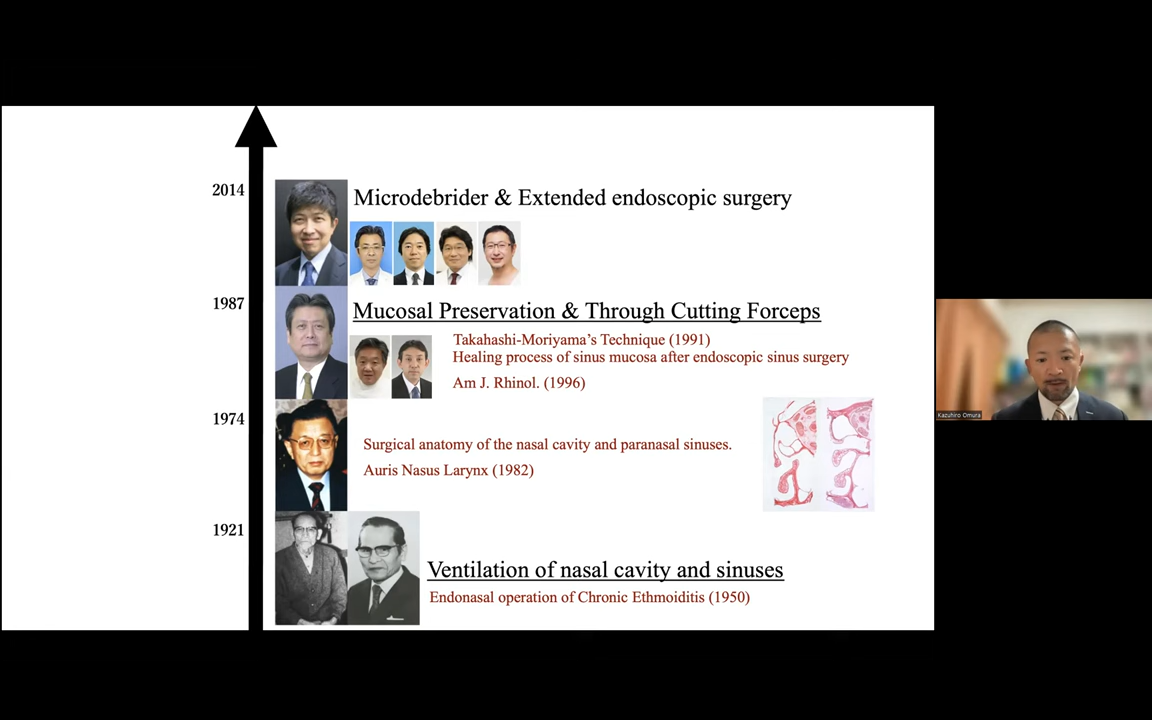 2014
Microdebrider & Extended endoscopic surgery
1987
Mucosal Preservation & Through Cutting Forceps
Takahashi-Moriyama’s Technique (1991)
Healing process of sinus mucosa after endoscopic sinus surgery
Am J. Rhinol. (1996)
1974
Surgical anatomy of the nasal cavity and paranasal sinuses.
Auris Nasus Larynx (1982)
1921
Ventilation of nasal cavity and sinuses
Endonasal operation of Chronic Ethmoiditis (1950)
Kazuhiro Omura